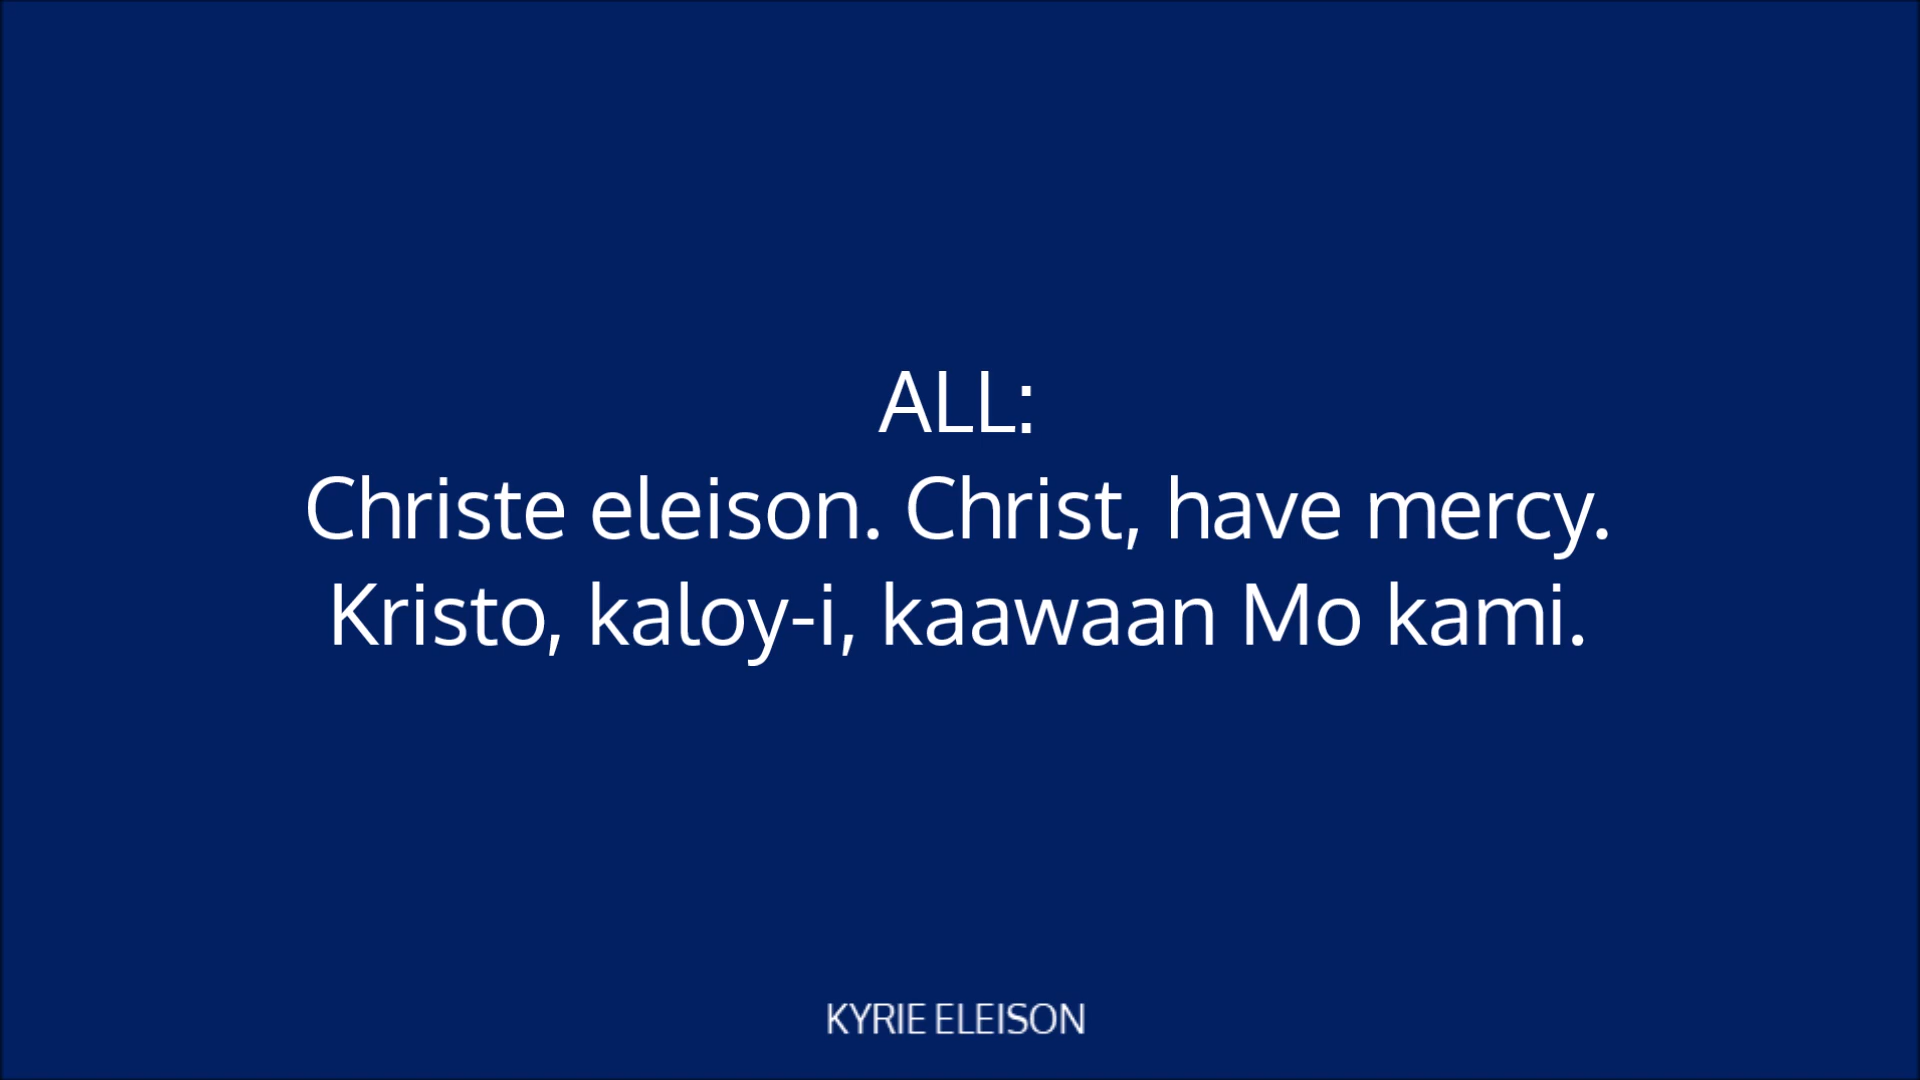 ALL:
Christe eleison. Christ, have mercy.
Kristo, kaloy-i, kaawaan Mo kami.
KYRIE ELEISON